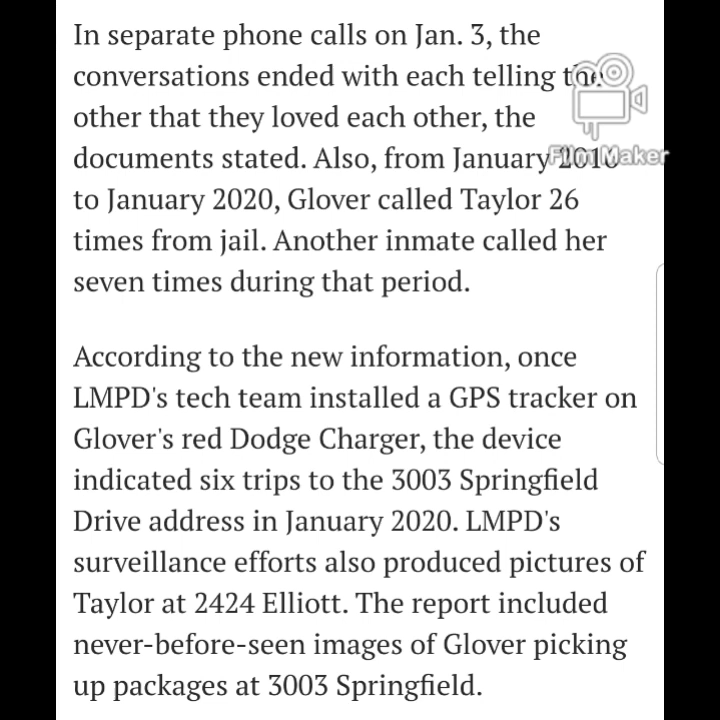 In separate phone calls on Jan. 3, the
conversations ended with each telling the
other that they loved each other, the
documents stated. Also, from January 2016
to January 2020, Glover called Taylor 26
times from jail. Another inmate called her
seven times during that period.
According to the new information, once
LMPD's tech team installed a GPS tracker on
Glover's red Dodge Charger, the device
indicated six trips to the 3003 Springfield
Drive address in January 2020. LMPD's
surveillance efforts also produced pictures of
Taylor at 2424 Elliott. The report included
never-before-seen images of Glover picking
up packages at 3003 Springfield.
Film Maker